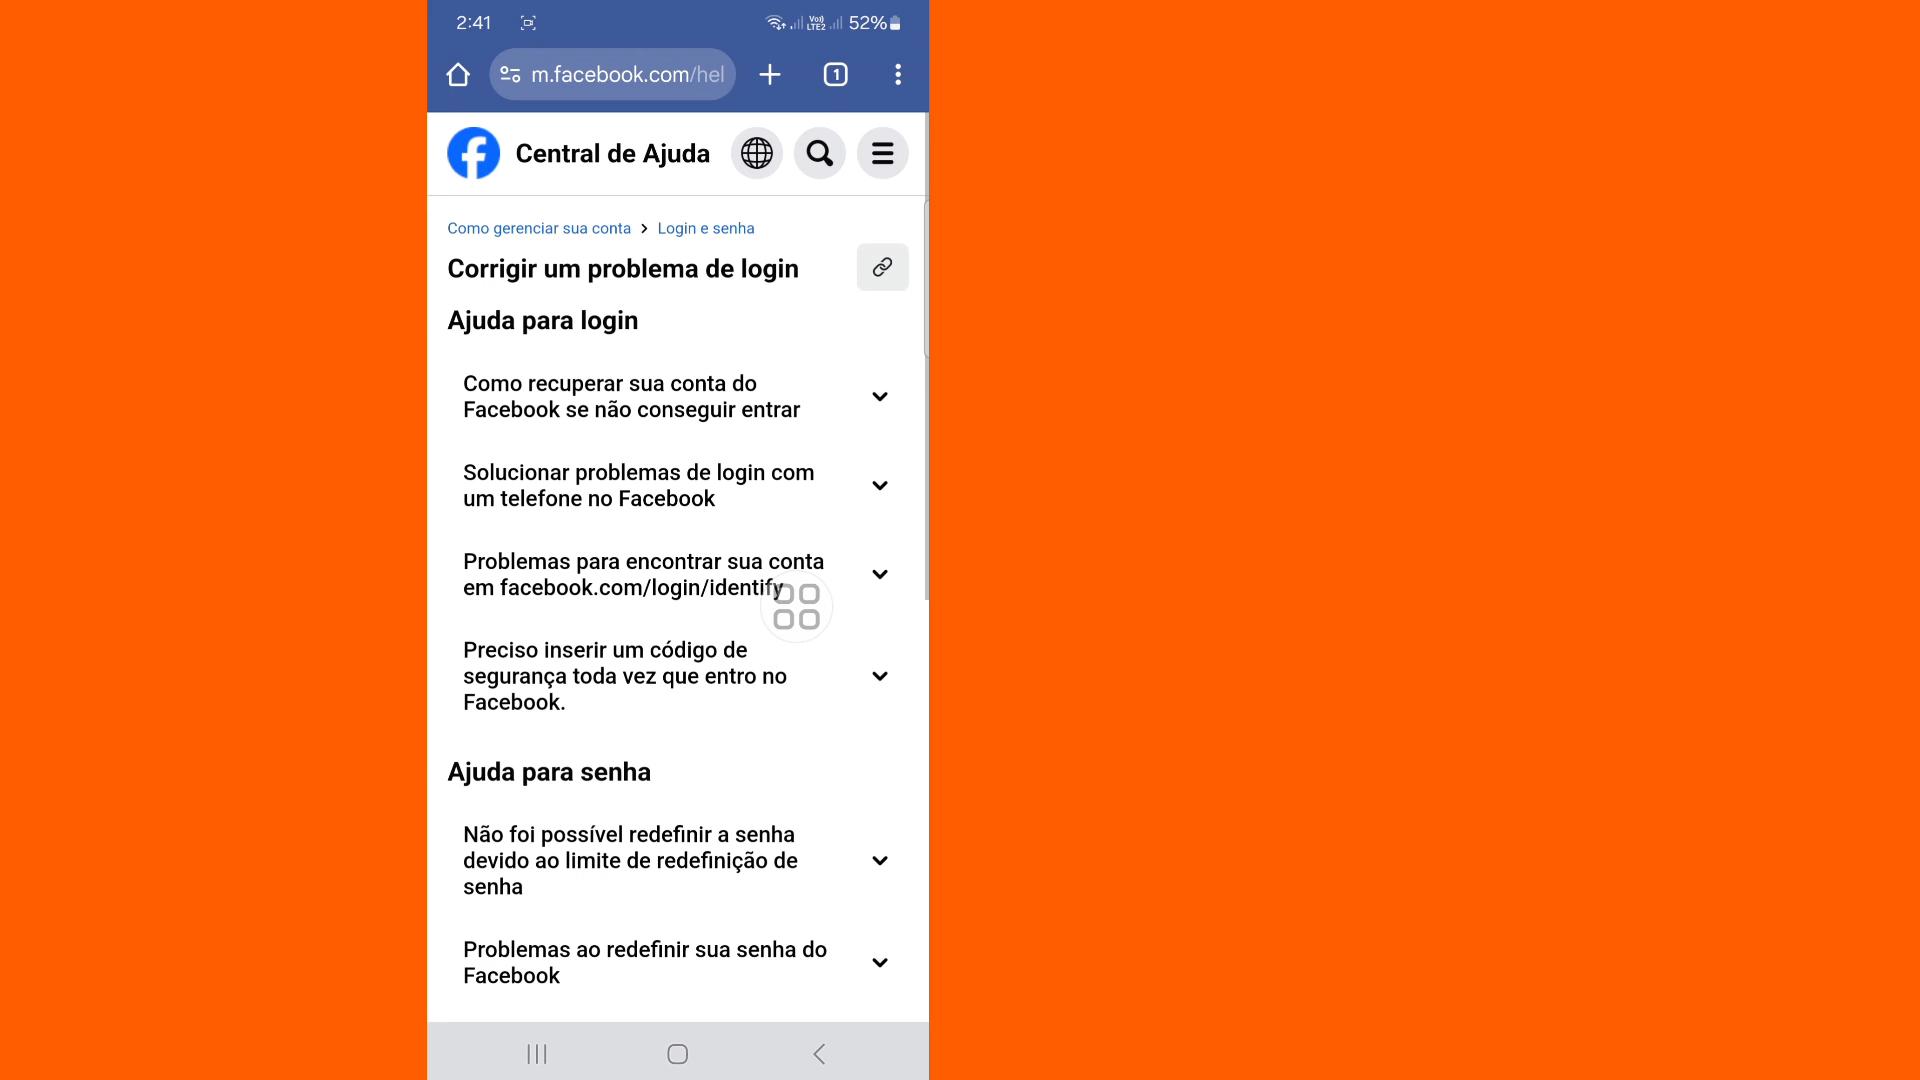 2:41
Vo))
LTE2
52%
m.facebook.com/hel
1
Central de Ajuda
Como gerenciar sua conta
Login e senha
Corrigir um problema de login
Ajuda para login
Como recuperar sua conta do
Facebook se não conseguir entrar
Solucionar problemas de login com
um telefone no Facebook
Problemas para encontrar sua conta
em facebook.com/login/identify
Preciso inserir um código de
segurança toda vez que entro no
Facebook.
Ajuda para senha
Não foi possível redefinir a senha
devido ao limite de redefinição de
senha
Problemas ao redefinir sua senha do
Facebook